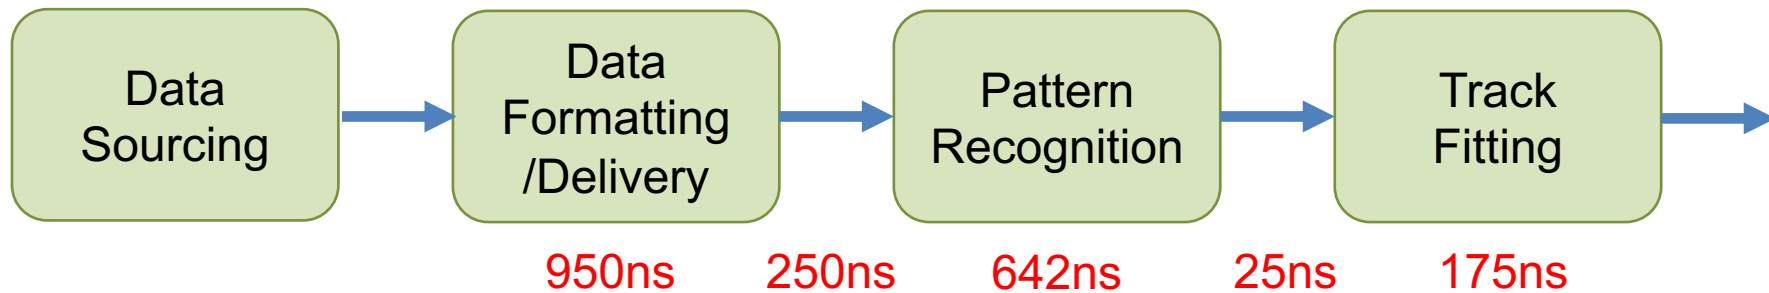 Data
Sourcing
Data
Formatting
/Delivery
Pattern
Recognition
Track
Fitting
950ns
250ns
642ns
25ns
175ns